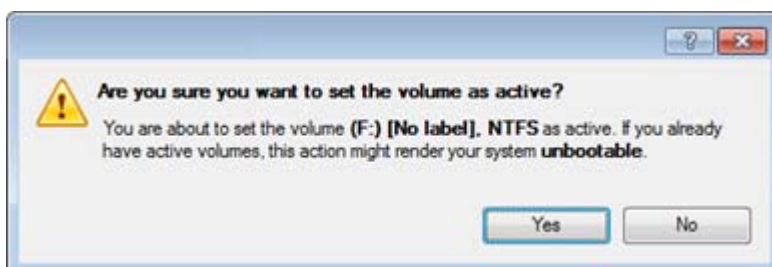 Are you sure you want to set the volume as active?
You are about to set the volume (F:) [No label], NTFS as active. If you already
have active volumes, this action might render your system unbootable.
Yes No